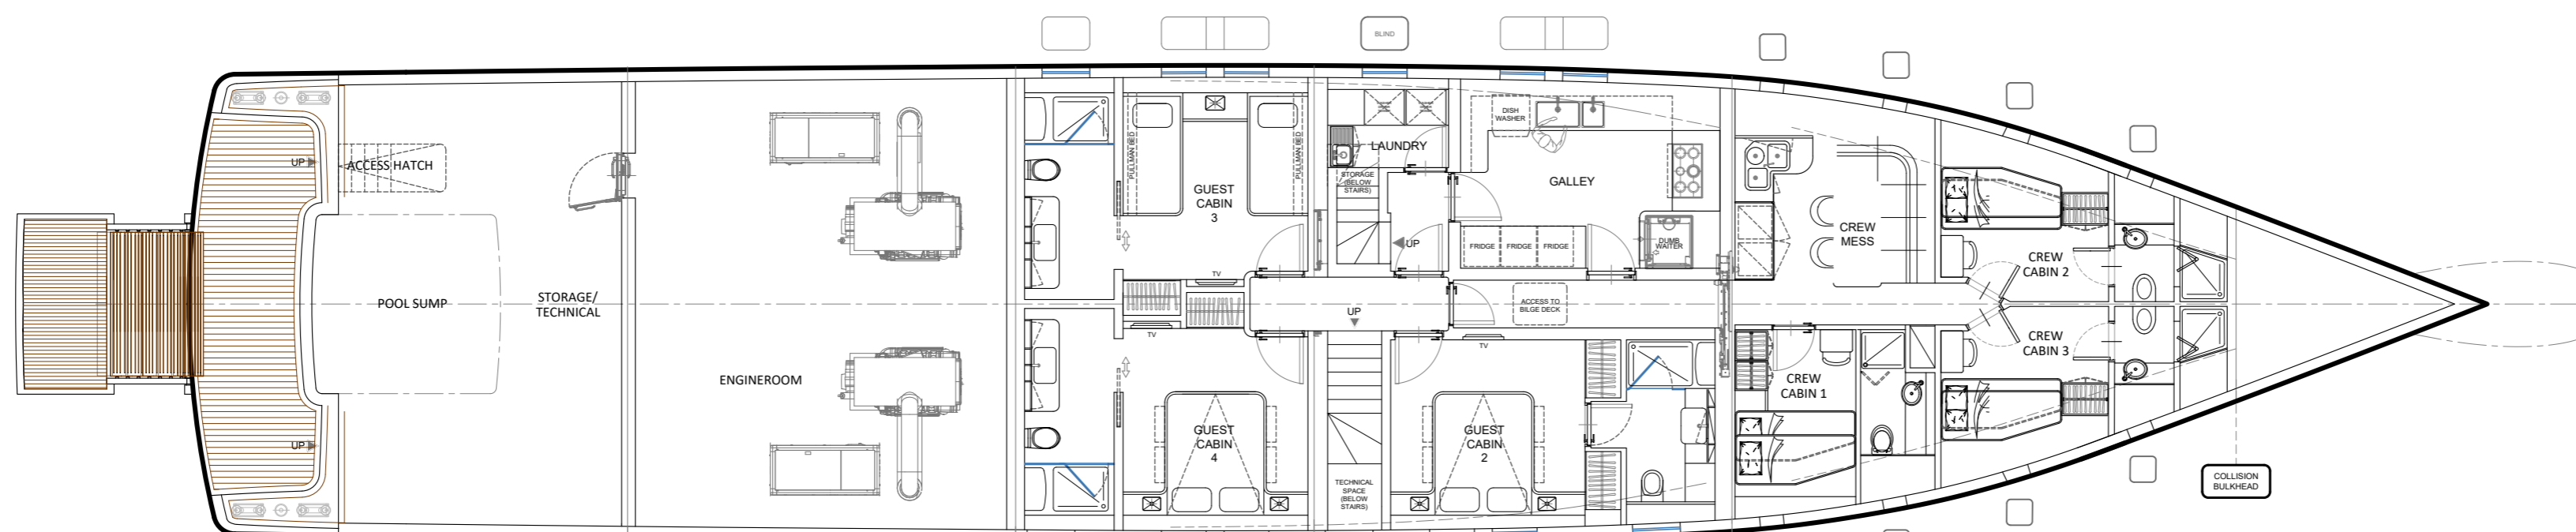 BLIND
UP
ACCESS HATCH
POOL SUMP
STORAGE/
TECHNICAL
UP
ENGINEROOM
PULLMAN BED
GUEST
CABIN
3
PULLMAN BED
TV
TV
GUEST
CABIN
4
LAUNDRY
STORAGE
(BELOW
STAIRS)
UP
UP
TECHNICAL
SPACE
(BELOW
STAIRS)
DISH
WASHER
GALLEY
FRIDGE
FRIDGE
FRIDGE
DUMB
WAITER
ACCESS TO
BILGE DECK
TV
GUEST
CABIN
2
CREW
MESS
CREW
CABIN 1
CREW
CABIN 2
CREW
CABIN 3
COLLISION
BULKHEAD